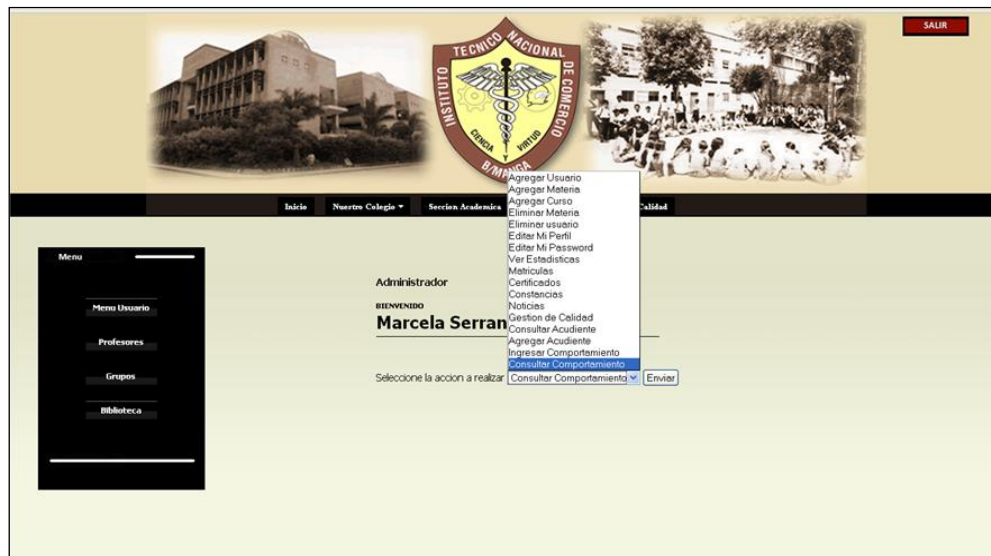 SALIR
INSTITUTO TECNICO NACIONAL DE COMERCIO
CIENCIA Y VIRTUD
B/MANGA
Inicio Nuestro Colegio Seccion Academica Calidad
Menu
Menu Usuario
Profesores
Grupos
Biblioteca
Administrador
BIENVENIDO
Marcela Serran
Agregar Usuario
Agregar Materia
Agregar Curso
Eliminar Materia
Eliminar usuario
Editar Mi Perfil
Editar Mi Password
Ver Estadisticas
Matriculas
Certificados
Constancias
Noticias
Gestion de Calidad
Consultar Acudiente
Agregar Acudiente
Ingresar Comportamiento
Consultar Comportamiento
Seleccione la accion a realizar Consultar Comportamiento Enviar